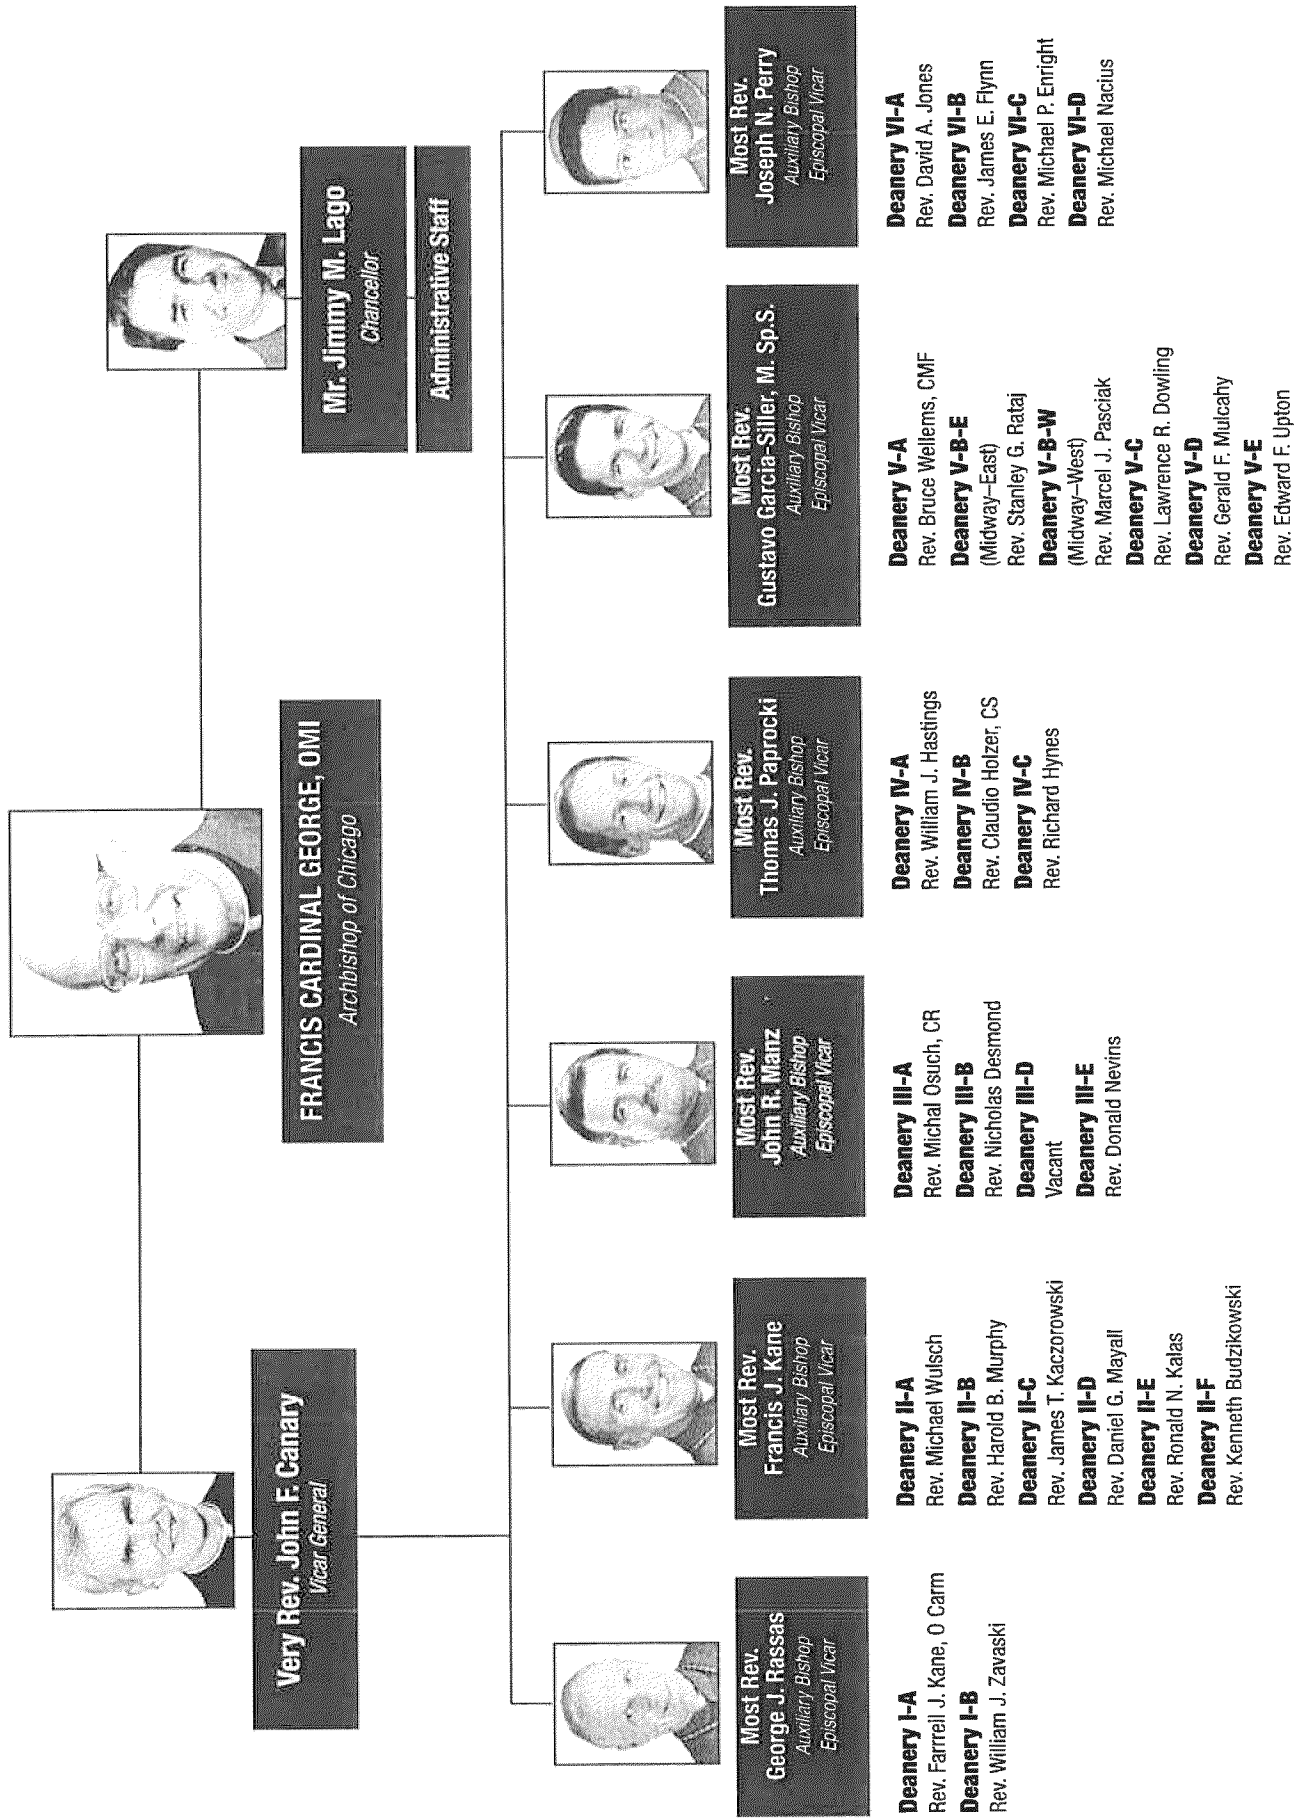 FRANCIS CARDINAL GEORGE, OMI
Archbishop of Chicago
Very Rev. John F. Canary
Vicar General
Mr. Jimmy M. Lago
Chancellor
Administrative Staff
Most Rev.
George J. Rassas
Auxiliary Bishop
Episcopal Vicar
Deanery I-A
Rev. Farrrell J. Kane, O Carm
Deanery I-B
Rev. William J. Zavaski
Most Rev.
Francis J. Kane
Auxiliary Bishop
Episcopal Vicar
Deanery II-A
Rev. Michael Wulsch
Deanery II-B
Rev. Harold B. Murphy
Deanery II-C
Rev. James T. Kaczorowski
Deanery II-D
Rev. Daniel G. Mayall
Deanery II-E
Rev. Ronald N. Kalas
Deanery II-F
Rev. Kenneth Budzikowski
Most Rev.
John R. Manz
Auxiliary Bishop
Episcopal Vicar
Deanery III-A
Rev. Michal Osuch, CR
Deanery III-B
Rev. Nicholas Desmond
Deanery III-D
Vacant
Deanery III-E
Rev. Donald Nevins
Most Rev.
Thomas J. Paprocki
Auxiliary Bishop
Episcopal Vicar
Deanery IV-A
Rev. William J. Hastings
Deanery IV-B
Rev. Claudio Holzer, CS
Deanery IV-C
Rev. Richard Hynes
Most Rev.
Gustavo Garcia-Siller, M. Sp.S.
Auxiliary Bishop
Episcopal Vicar
Deanery V-A
Rev. Bruce Wellems, CMF
Deanery V-B-E
(Midway–East)
Rev. Stanley G. Rataj
Deanery V-B-W
(Midway–West)
Rev. Marcel J. Pasciak
Deanery V-C
Rev. Lawrence R. Dowling
Deanery V-D
Rev. Gerald F. Mulcahy
Deanery V-E
Rev. Edward F. Upton
Most Rev.
Joseph N. Perry
Auxiliary Bishop
Episcopal Vicar
Deanery VI-A
Rev. David A. Jones
Deanery VI-B
Rev. James E. Flynn
Deanery VI-C
Rev. Michael P. Enright
Deanery VI-D
Rev. Michael Nacius